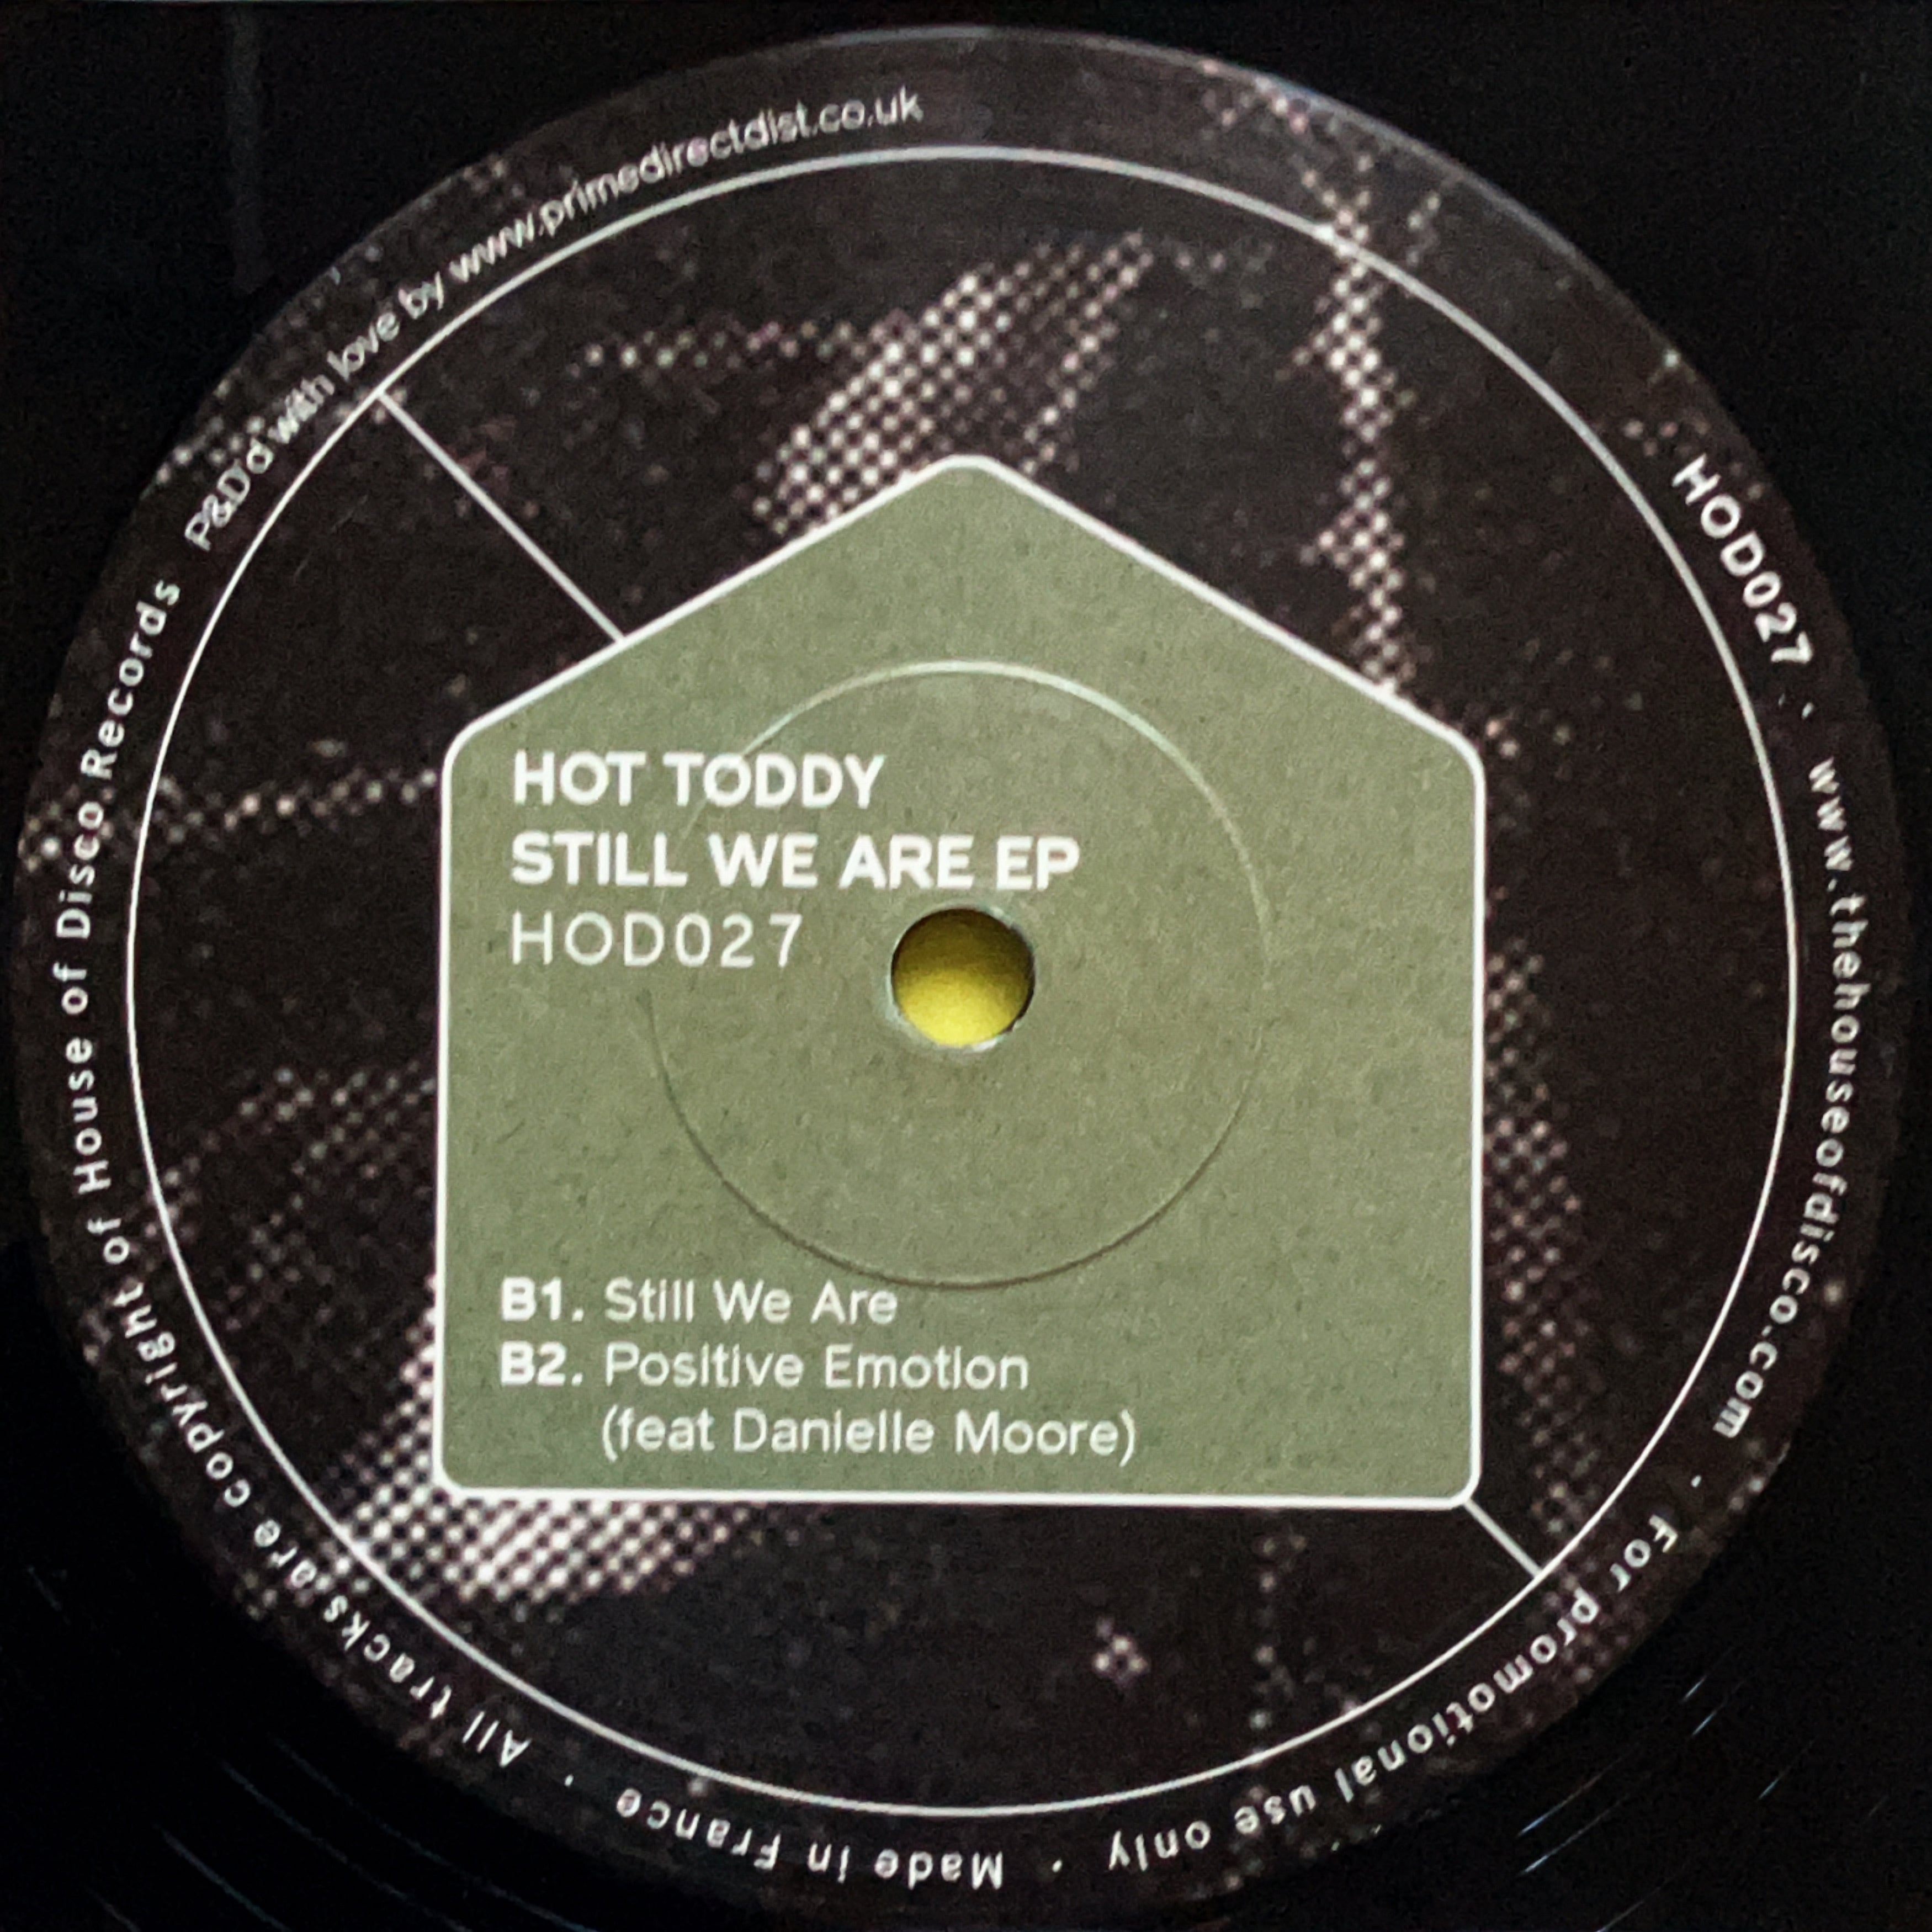 HOT TODDY
STILL WE ARE EP
HOD027
B1. Still We Are
B2. Positive Emotion
(feat Danielle Moore)
P&D'd with love by www.primedirectdist.co.uk
HOD027 · www.thehouseofdisco.com · For promotional use only · Made in France · All tracks are copyright of House of Disco Records